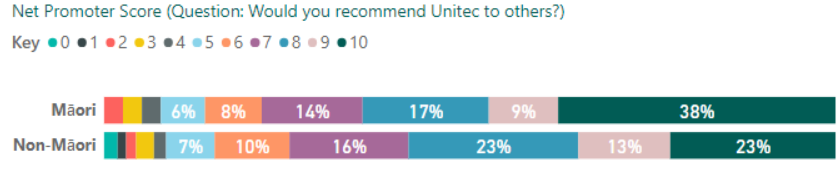 Net Promoter Score (Question: Would you recommend Unitec to others?)
Key 0 1 2 3 4 5 6 7 8 9 10
Māori 6% 8% 14% 17% 9% 38%
Non-Māori 7% 10% 16% 23% 13% 23%